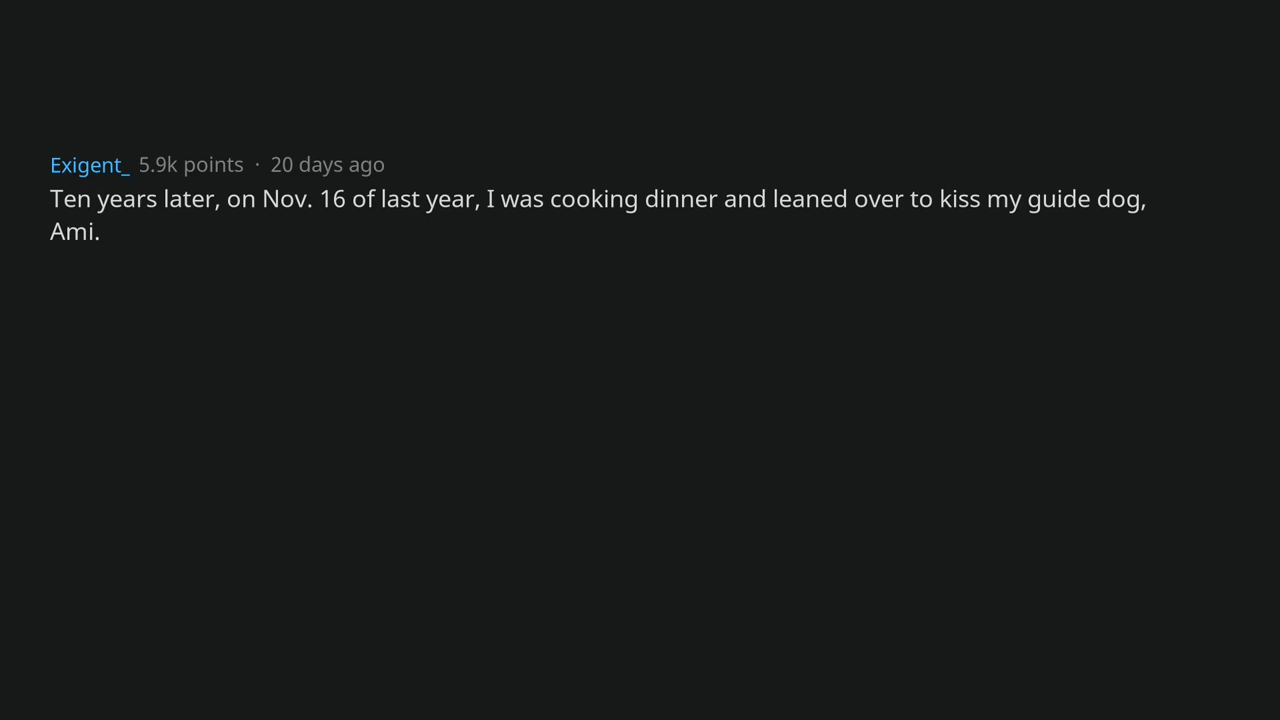 Exigent_ 5.9k points · 20 days ago
Ten years later, on Nov. 16 of last year, I was cooking dinner and leaned over to kiss my guide dog,
Ami.